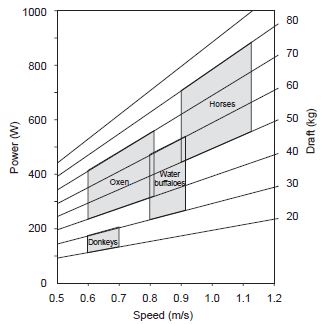 1000
800
600
400
200
0
Power (W)
0.5 0.6 0.7 0.8 0.9 1.0 1.1 1.2
Speed (m/s)
80
70
60
50
40
30
20
Draft (kg)
Horses
Oxen
Water
buffaloes
Donkeys